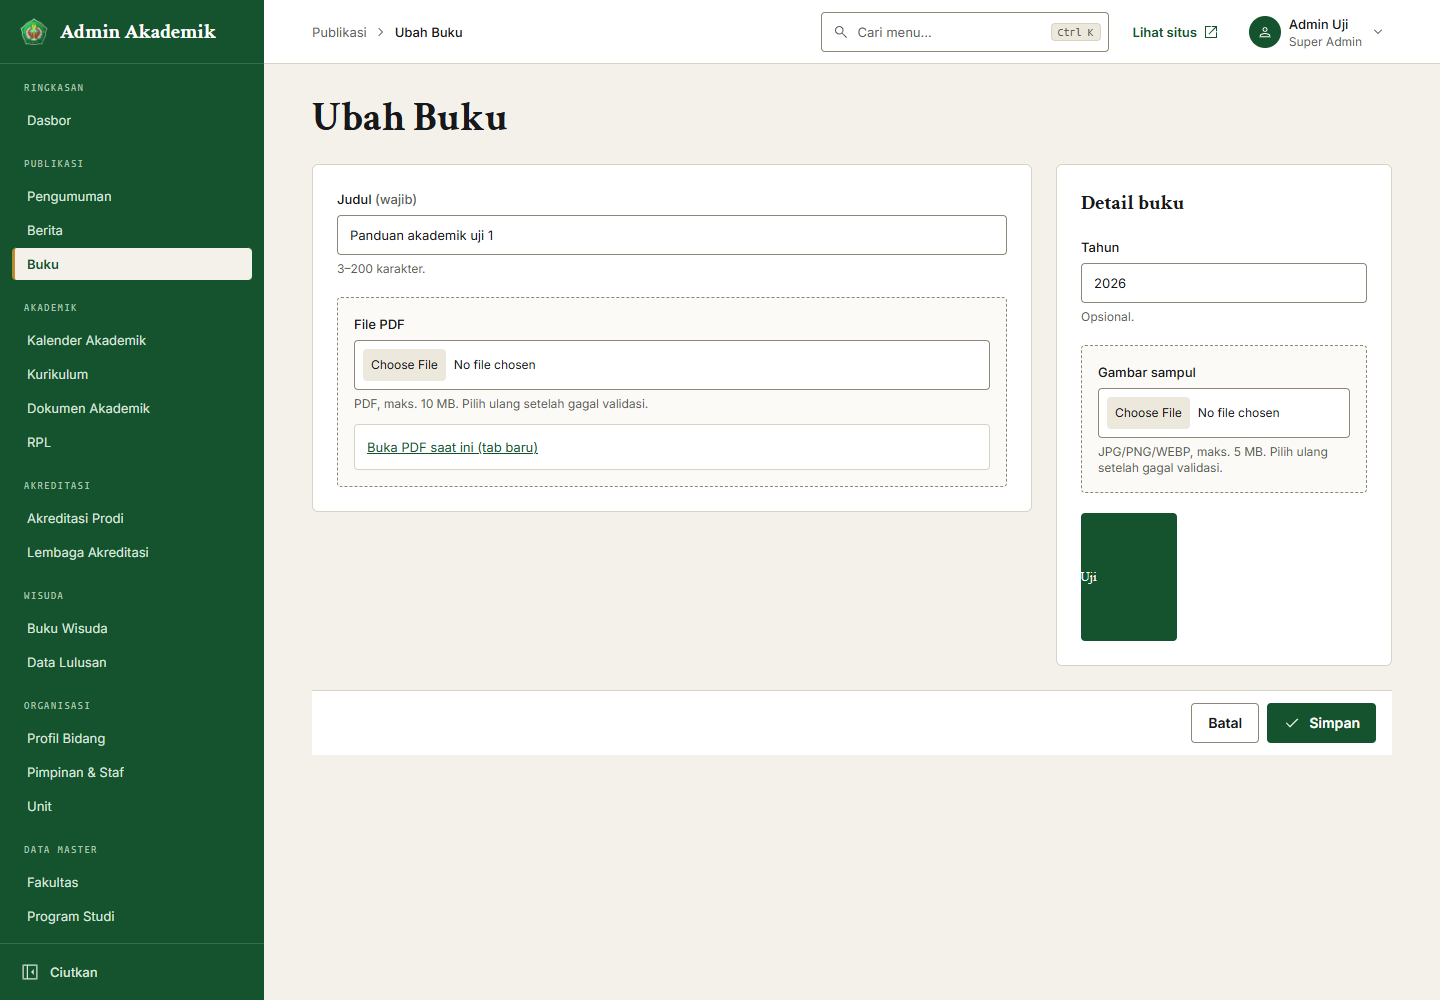 Admin Akademik
RINGKASAN
Dasbor
PUBLIKASI
Pengumuman
Berita
Buku
AKADEMIK
Kalender Akademik
Kurikulum
Dokumen Akademik
RPL
AKREDITASI
Akreditasi Prodi
Lembaga Akreditasi
WISUDA
Buku Wisuda
Data Lulusan
ORGANISASI
Profil Bidang
Pimpinan & Staf
Unit
DATA MASTER
Fakultas
Program Studi
Ciutkan
Publikasi > Ubah Buku
Cari menu... Ctrl K
Lihat situs
Admin Uji
Super Admin
Ubah Buku
Judul (wajib)
Panduan akademik uji 1
3–200 karakter.
File PDF
Choose File No file chosen
PDF, maks. 10 MB. Pilih ulang setelah gagal validasi.
Buka PDF saat ini (tab baru)
Detail buku
Tahun
2026
Opsional.
Gambar sampul
Choose File No file chosen
JPG/PNG/WEBP, maks. 5 MB. Pilih ulang
setelah gagal validasi.
Uji
Batal
Simpan